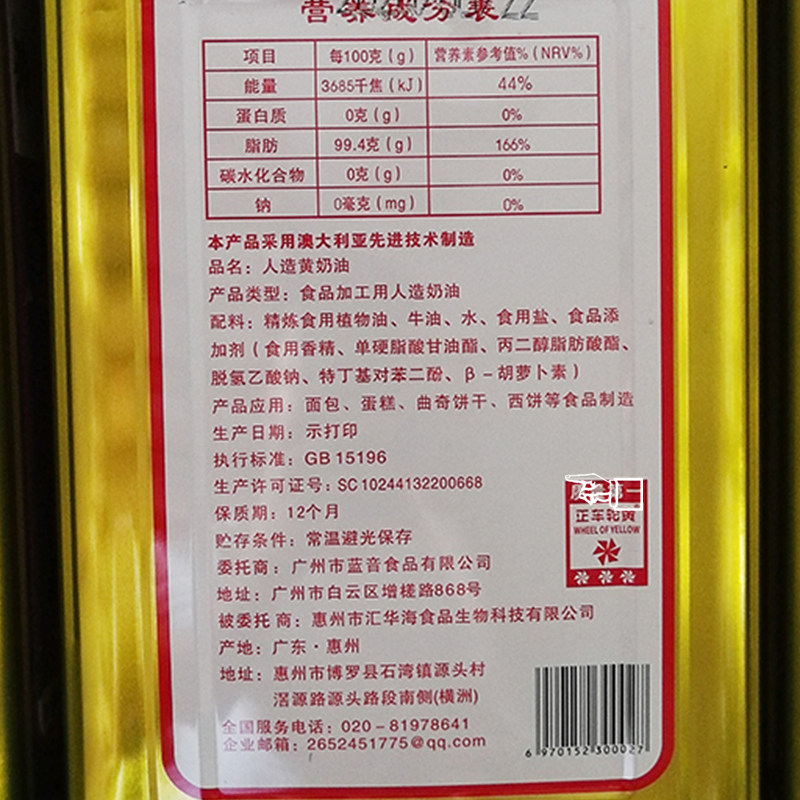 营养成分表
项目 每100克(g) 营养素参考值%(NRV%)
能量 3685千焦(kJ) 44%
蛋白质 0克(g) 0%
脂肪 99.4克(g) 166%
碳水化合物 0克(g) 0%
钠 0毫克(mg) 0%
本产品采用澳大利亚先进技术制造
品名：人造黄奶油
产品类型：食品加工用人造奶油
配料：精炼食用植物油、牛油、水、食用盐、食品添
加剂（食用香精、单硬脂酸甘油酯、丙二醇脂肪酸酯、
脱氢乙酸钠、特丁基对苯二酚、β－胡萝卜素）
产品应用：面包、蛋糕、曲奇饼干、西饼等食品制造
生产日期：示打印
执行标准：GB 15196
生产许可证号：SC10244132200668
保质期：12个月
贮存条件：常温避光保存
委托商：广州市蓝音食品有限公司
地址：广州市白云区增槎路868号
被委托商：惠州市汇华海食品生物科技有限公司
产地：广东·惠州
地址：惠州市博罗县石湾镇源头村
滘源路源头路段南侧(横洲)
全国服务电话：020－81978641
企业邮箱：2652451775@qq.com
正车轮黄
WHEEL OF YELLOW
6 970152 300027